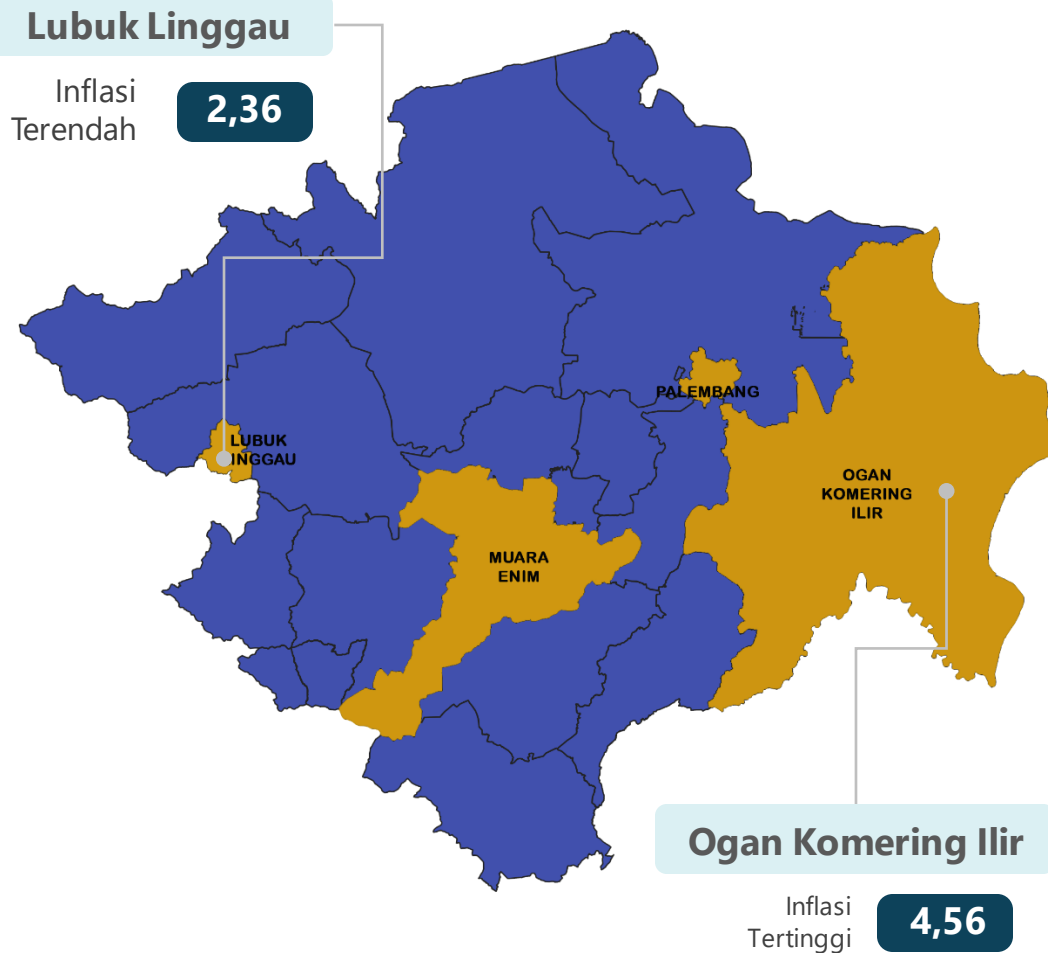 Lubuk Linggau
Inflasi
Terendah
2,36
PALEMBANG
LUBUK
INGGAU
OGAN
KOMERING
ILIR
MUARA
ENIM
Ogan Komering Ilir
Inflasi
Tertinggi
4,56